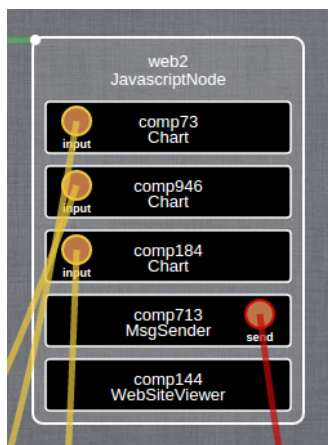 web2
JavascriptNode
comp73
Chart
input
comp946
Chart
input
comp184
Chart
input
comp713
MsgSender
send
comp144
WebSiteViewer